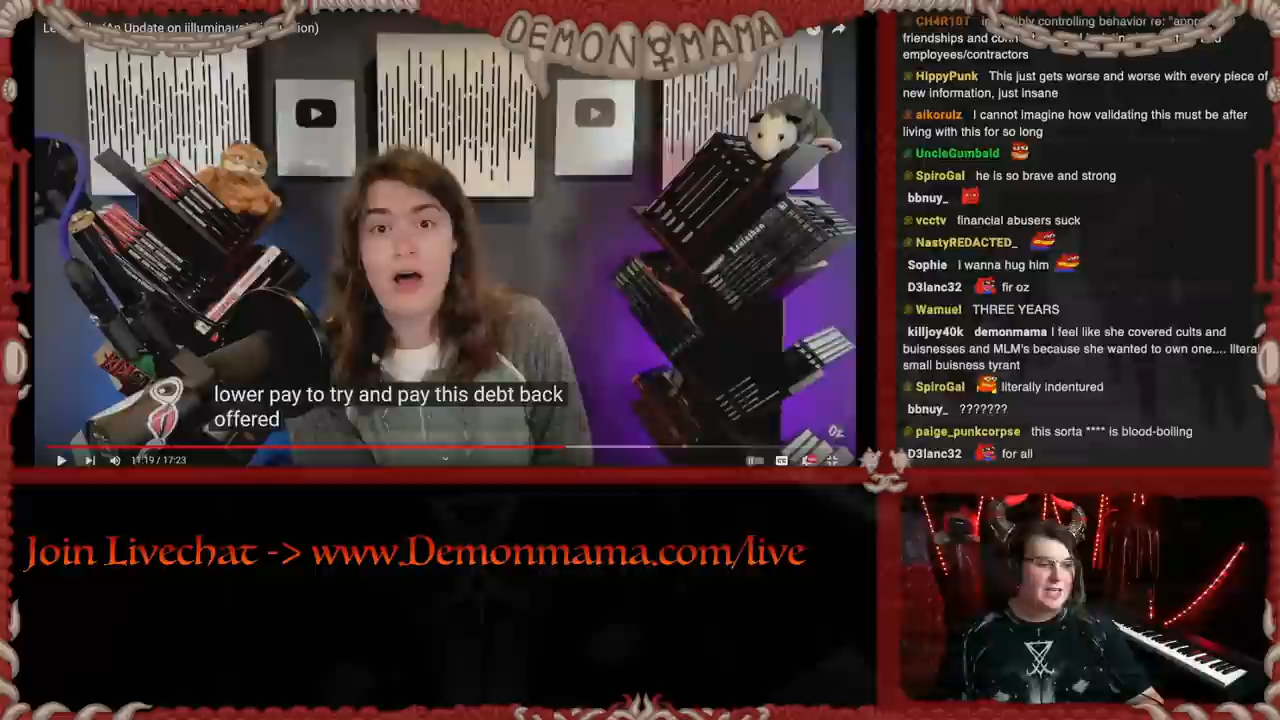 DEMON MAMA
An Update on iilluminaughtii
CH4R10T
friendships and
employees/contractors
HippyPunk This just gets worse and worse with every piece of
new information, just insane
aikorulz I cannot imagine how validating this must be after
living with this for so long
UncleGumbald
SpiroGal he is so brave and strong
bbnuy_
vcctv financial abusers suck
NastyREDACTED_
Sophie I wanna hug him
D3lanc32 fir oz
Wamuel THREE YEARS
killjoy40k demonmama I feel like she covered cults and
buisnesses and MLM's because she wanted to own one.... litera
small buisness tyrant
SpiroGal literally indentured
bbnuy_ ???????
paige_punkcorpse this sorta **** is blood-boiling
D3lanc32 for all
Leviathan
lower pay to try and pay this debt back
offered
Oz
11:19 / 17:23
Join Livechat -> www.Demonmama.com/live